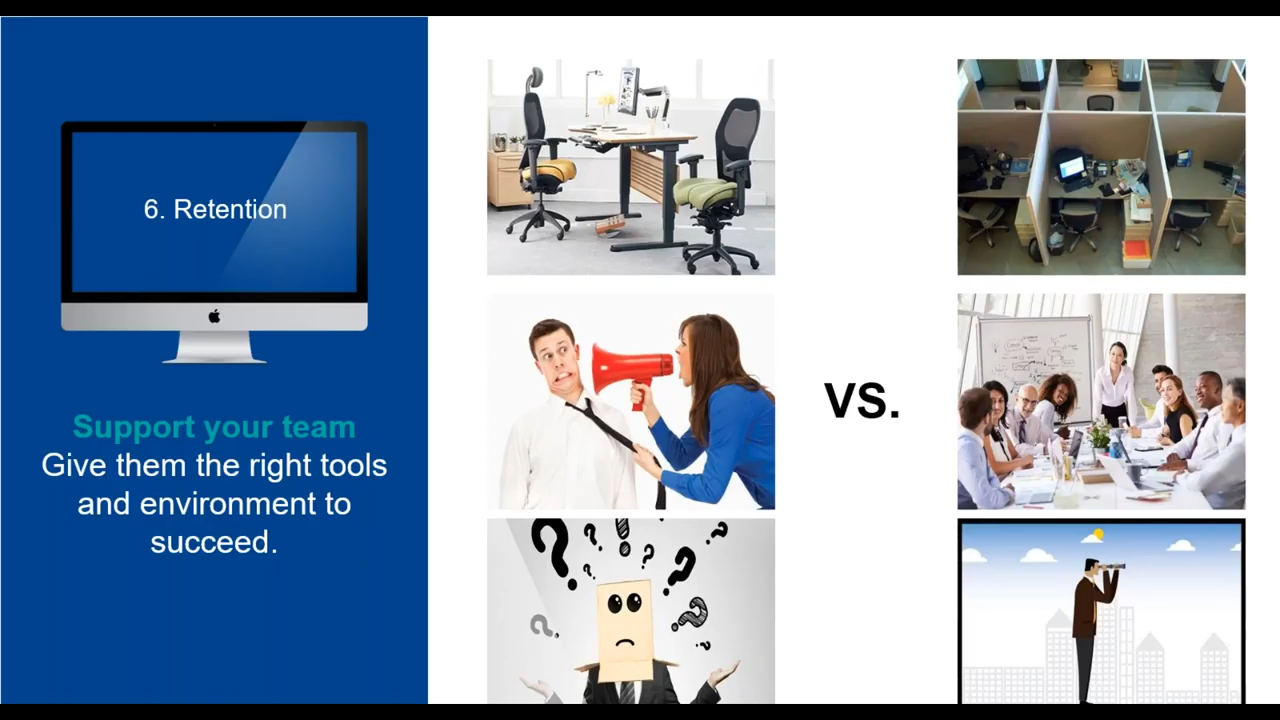 6. Retention
Support your team
Give them the right tools
and environment to
succeed.
VS.